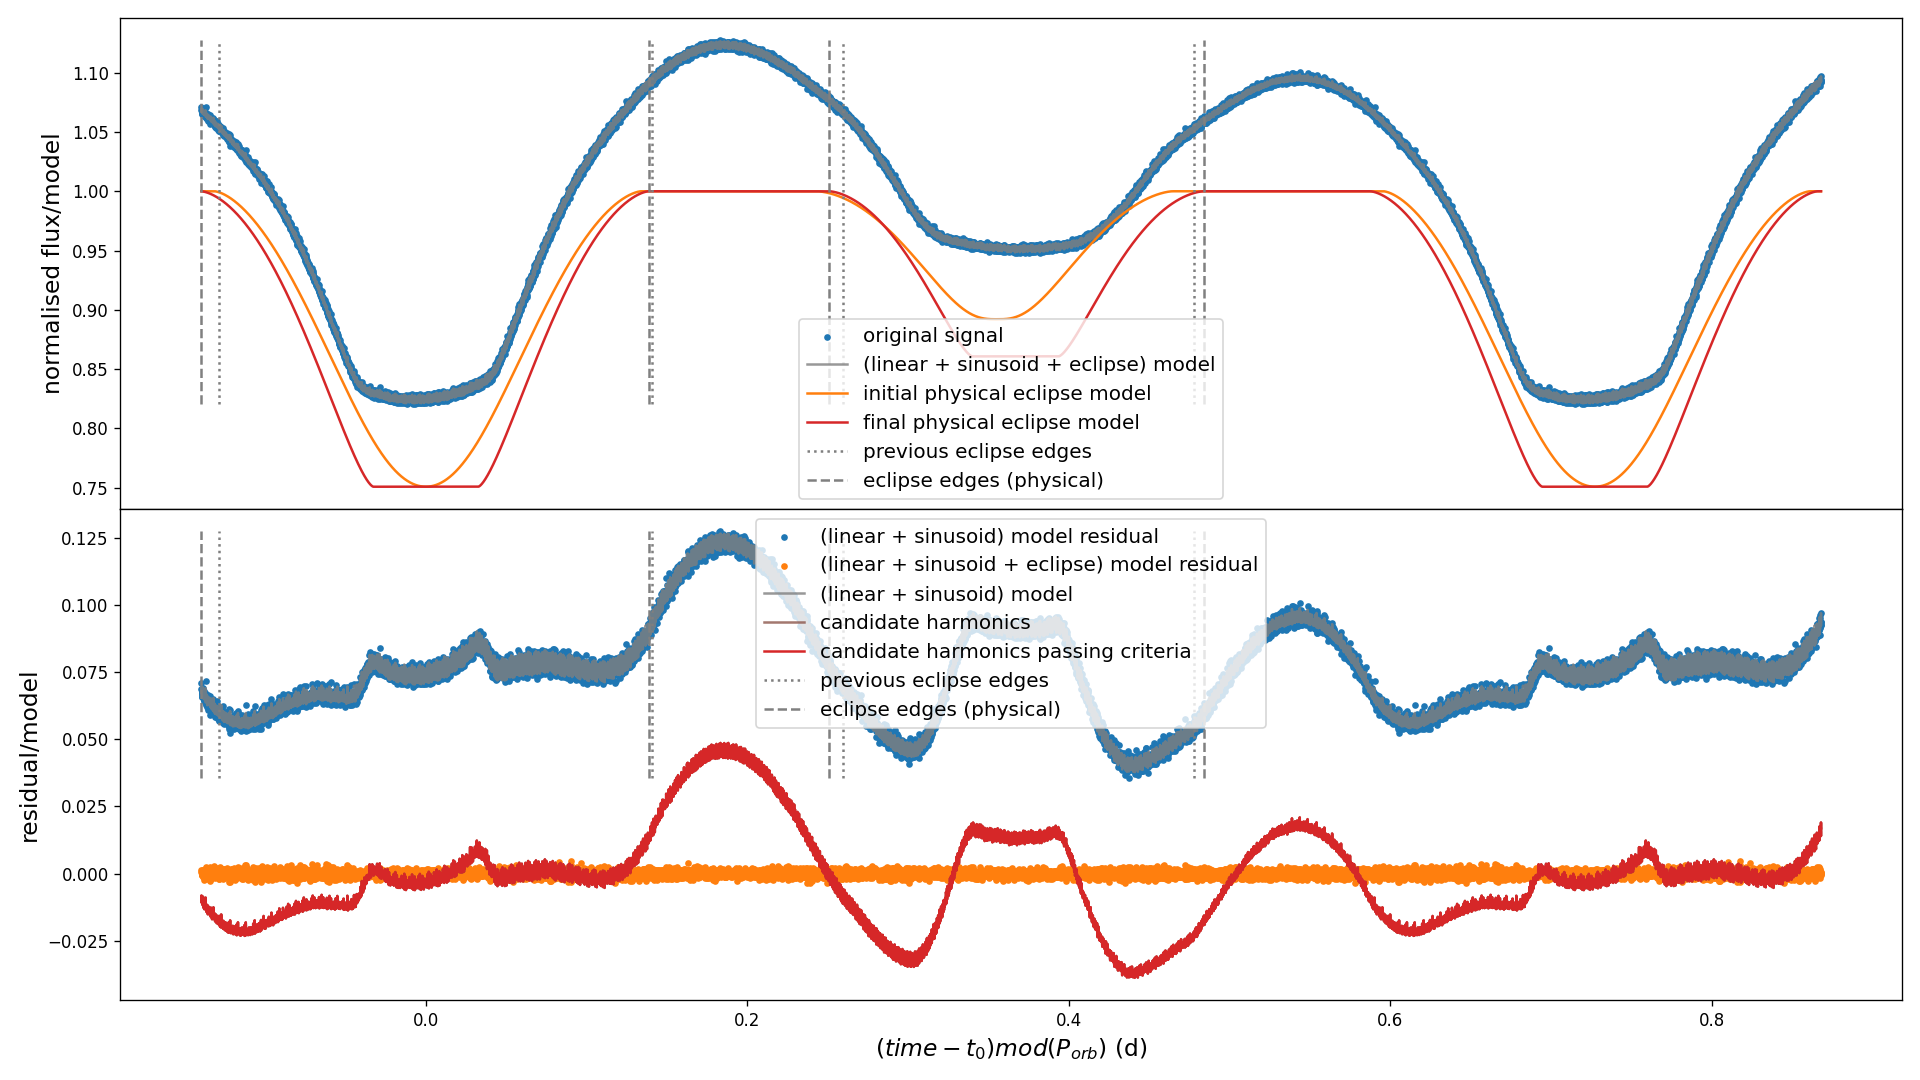 normalised flux/model
1.10
1.05
1.00
0.95
0.90
0.85
0.80
0.75
original signal
(linear + sinusoid + eclipse) model
initial physical eclipse model
final physical eclipse model
previous eclipse edges
eclipse edges (physical)
residual/model
0.125
0.100
0.075
0.050
0.025
0.000
−0.025
(linear + sinusoid) model residual
(linear + sinusoid + eclipse) model residual
(linear + sinusoid) model
candidate harmonics
candidate harmonics passing criteria
previous eclipse edges
eclipse edges (physical)
0.0 0.2 0.4 0.6 0.8
(time − t₀)mod(P_orb) (d)